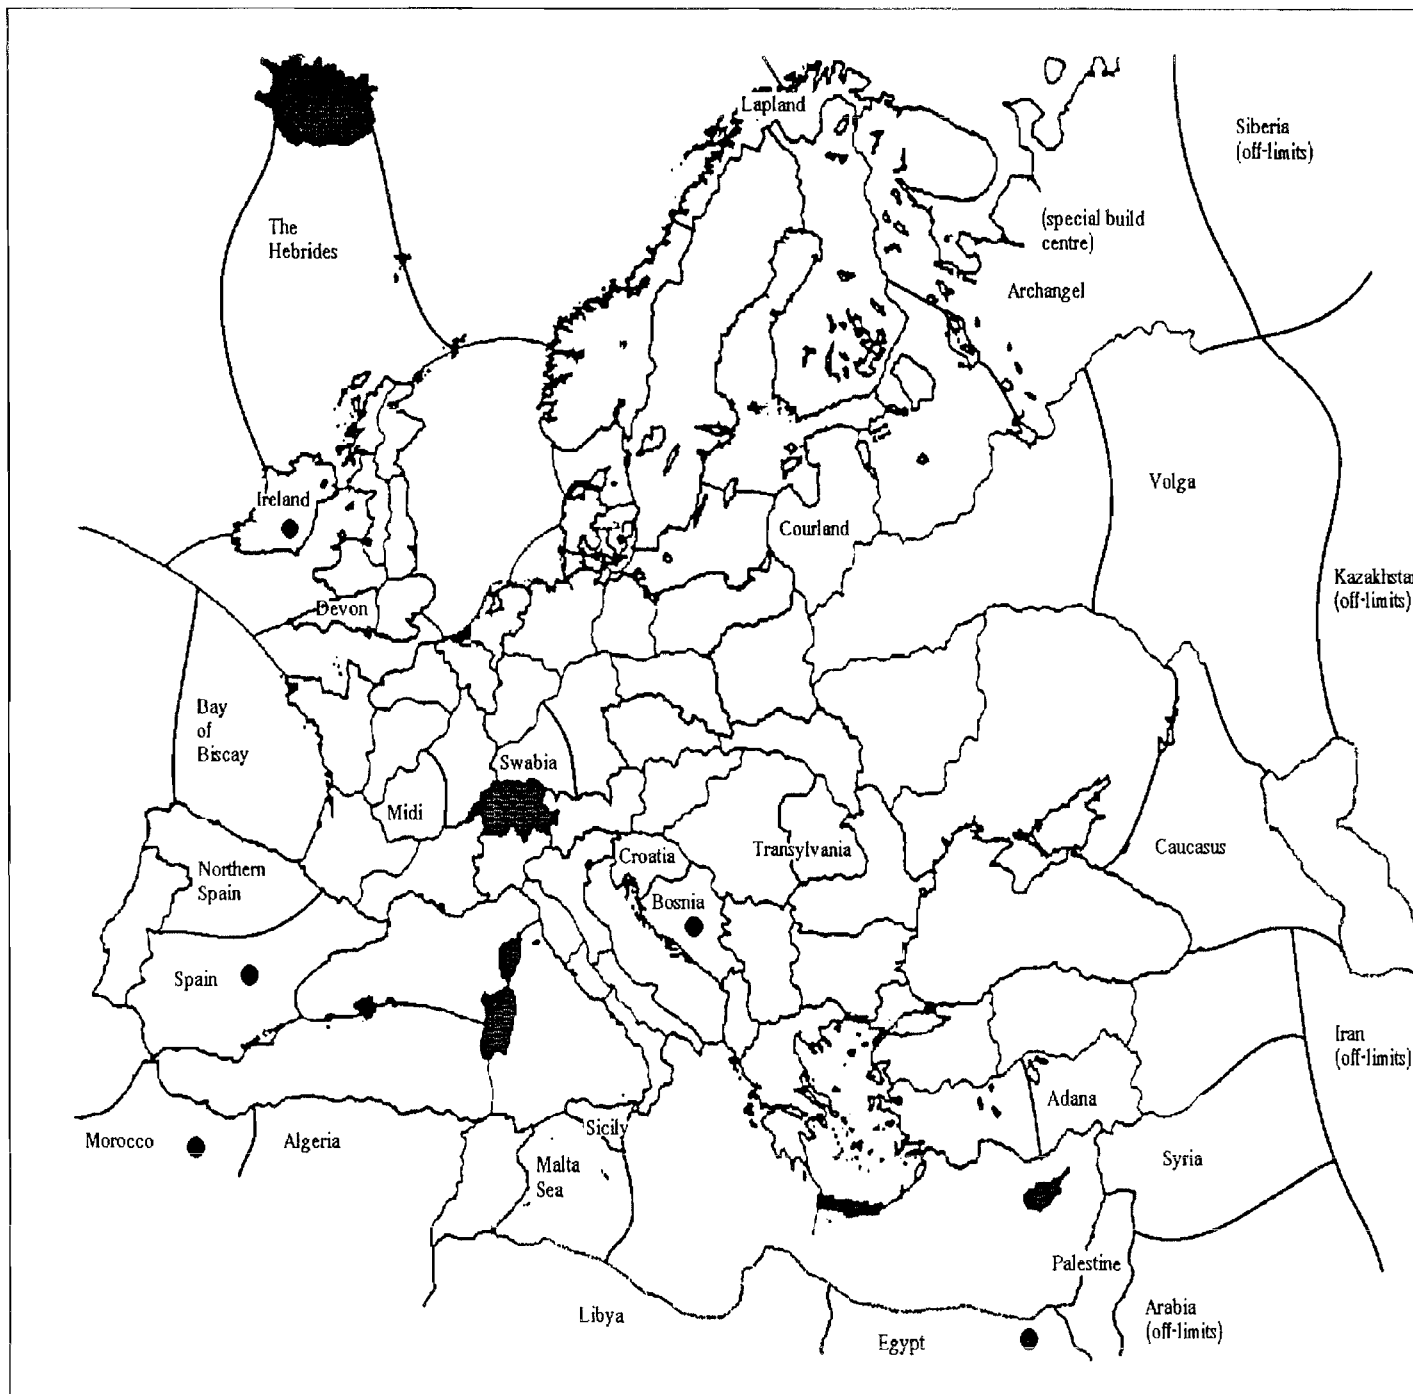 Lapland
Siberia
(off-limits)
The
Hebrides
(special build
centre)
Archangel
Ireland
Volga
Courland
Kazakhstan
(off-limits)
Devon
Bay
of
Biscay
Swabia
Midi
Northern
Spain
Croatia
Transylvania
Caucasus
Bosnia
Spain
Iran
(off-limits)
Adana
Morocco
Algeria
Sicily
Malta
Sea
Syria
Palestine
Libya
Egypt
Arabia
(off-limits)